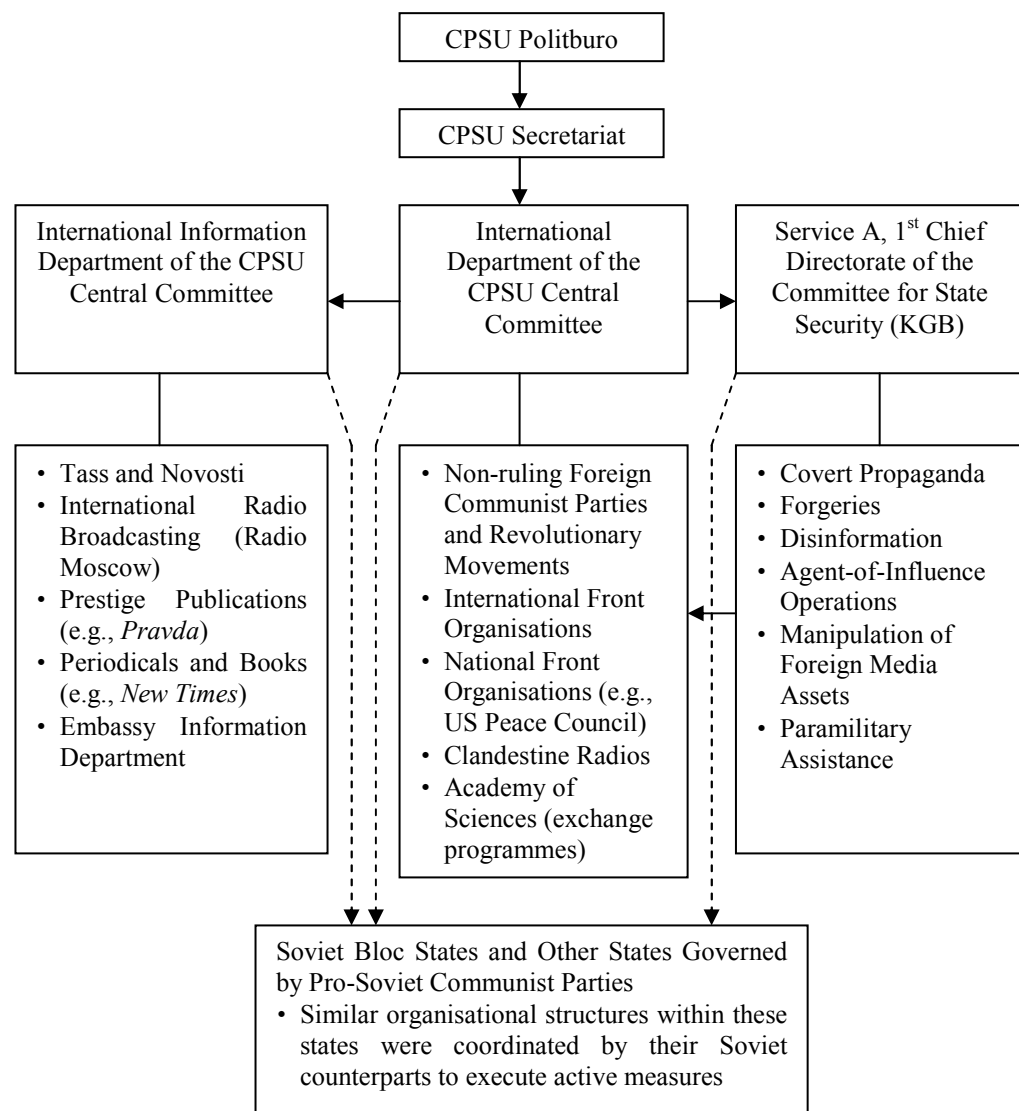 CPSU Politburo
CPSU Secretariat
International Information
Department of the CPSU
Central Committee
International
Department of the
CPSU Central
Committee
Service A, 1st Chief
Directorate of the
Committee for State
Security (KGB)
• Tass and Novosti
• International Radio
Broadcasting (Radio
Moscow)
• Prestige Publications
(e.g., Pravda)
• Periodicals and Books
(e.g., New Times)
• Embassy Information
Department
• Non-ruling Foreign
Communist Parties
and Revolutionary
Movements
• International Front
Organisations
• National Front
Organisations (e.g.,
US Peace Council)
• Clandestine Radios
• Academy of
Sciences (exchange
programmes)
• Covert Propaganda
• Forgeries
• Disinformation
• Agent-of-Influence
Operations
• Manipulation of
Foreign Media
Assets
• Paramilitary
Assistance
Soviet Bloc States and Other States Governed
by Pro-Soviet Communist Parties
• Similar organisational structures within these
states were coordinated by their Soviet
counterparts to execute active measures